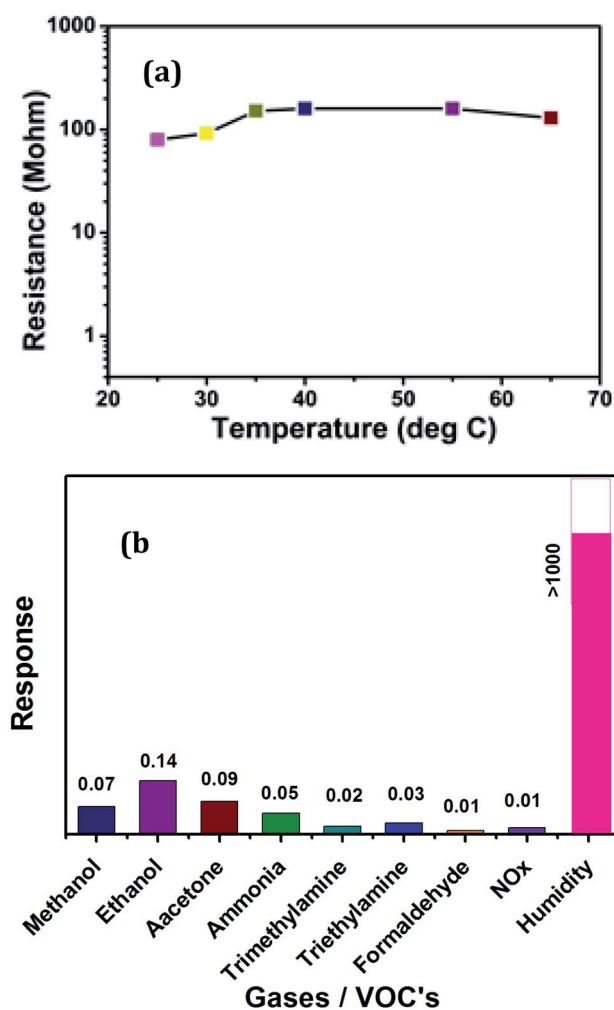 (a)
1000
100
10
1
Resistance (Mohm)
20 30 40 50 60 70
Temperature (deg C)
(b
Response
0.07 0.14 0.09 0.05 0.02 0.03 0.01 0.01 >1000
Methanol Ethanol Aacetone Ammonia Trimethylamine Triethylamine Formaldehyde NOx Humidity
Gases / VOC's